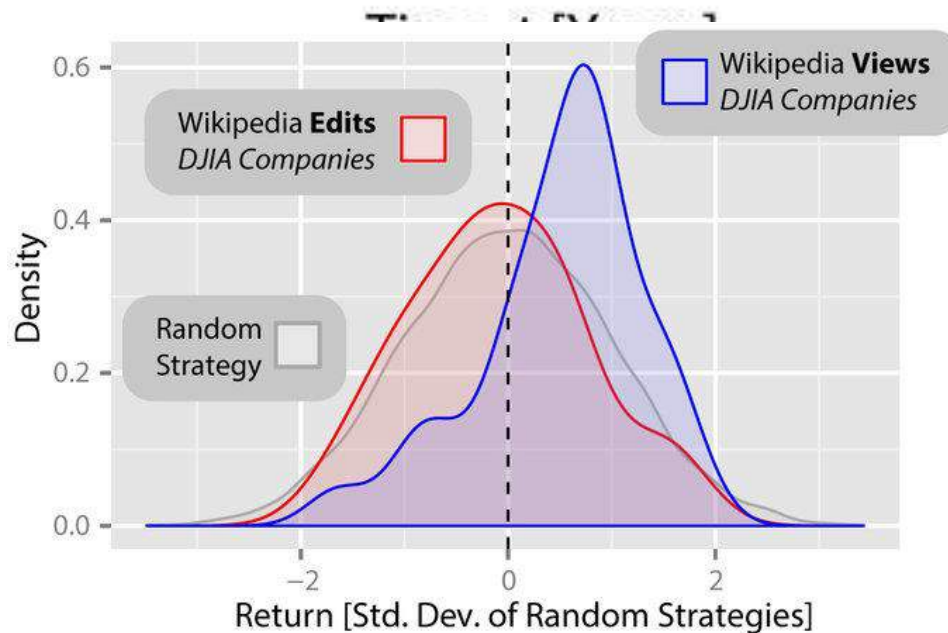 0.6
0.4
0.2
0.0
Density
Wikipedia Edits
DJIA Companies
Wikipedia Views
DJIA Companies
Random
Strategy
−2
0
2
Return [Std. Dev. of Random Strategies]